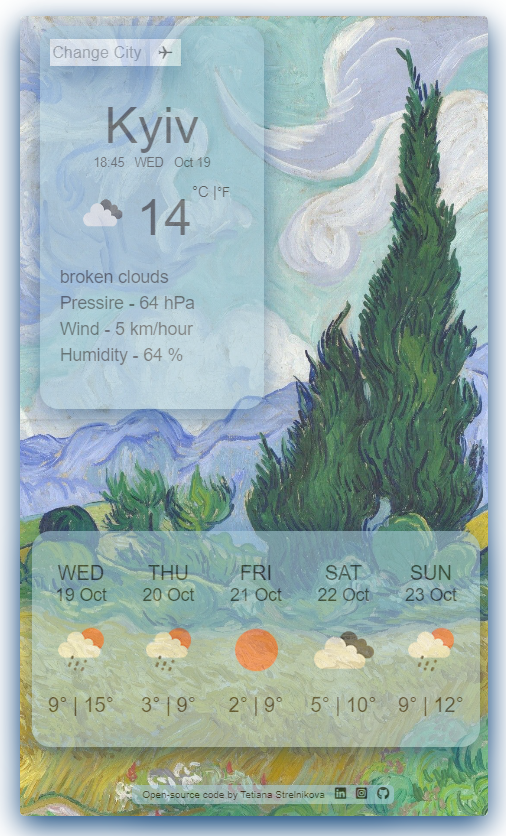 Change City
Kyiv
18:45 WED Oct 19
14 °C |°F
broken clouds
Pressire - 64 hPa
Wind - 5 km/hour
Humidity - 64 %
WED THU FRI SAT SUN
19 Oct 20 Oct 21 Oct 22 Oct 23 Oct
9° | 15° 3° | 9° 2° | 9° 5° | 10° 9° | 12°
Open-source code by Tetiana Strelnikova